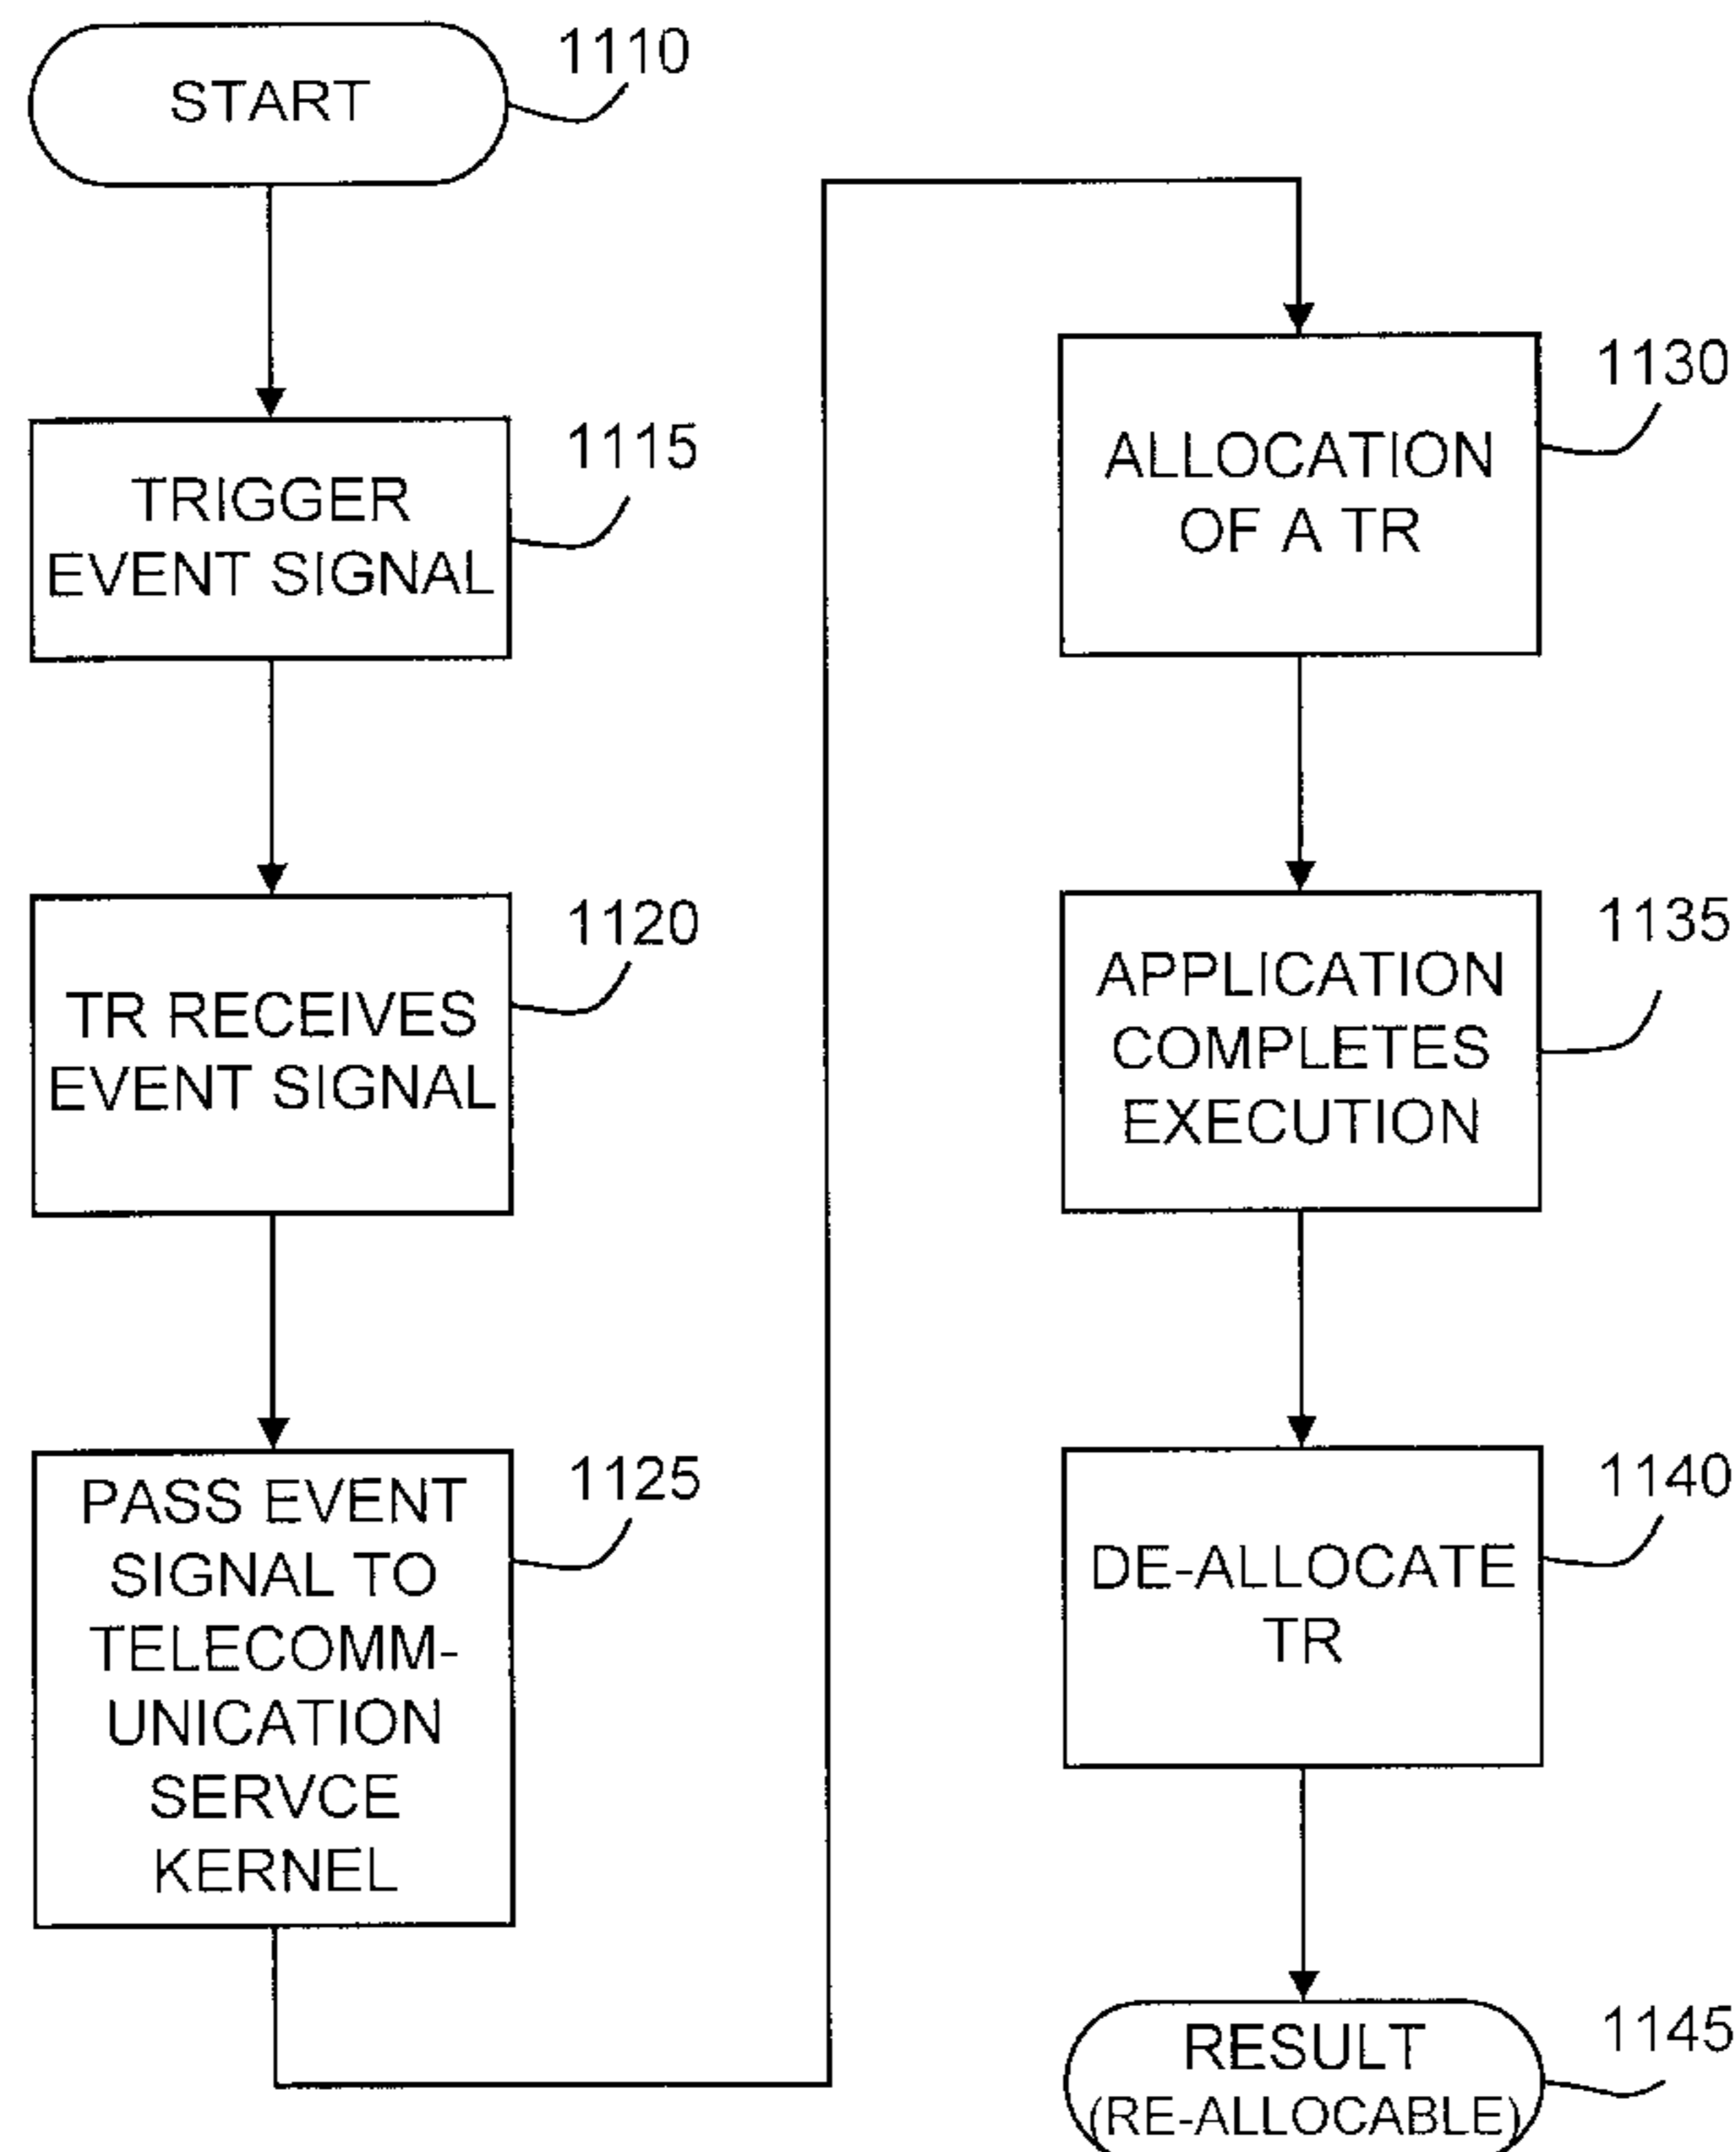 START
1110
TRIGGER
EVENT SIGNAL
1115
TR RECEIVES
EVENT SIGNAL
1120
PASS EVENT
SIGNAL TO
TELECOMM-
UNICATION
SERVCE
KERNEL
1125
ALLOCATION
OF A TR
1130
APPLICATION
COMPLETES
EXECUTION
1135
DE-ALLOCATE
TR
1140
RESULT
(RE-ALLOCABLE)
1145